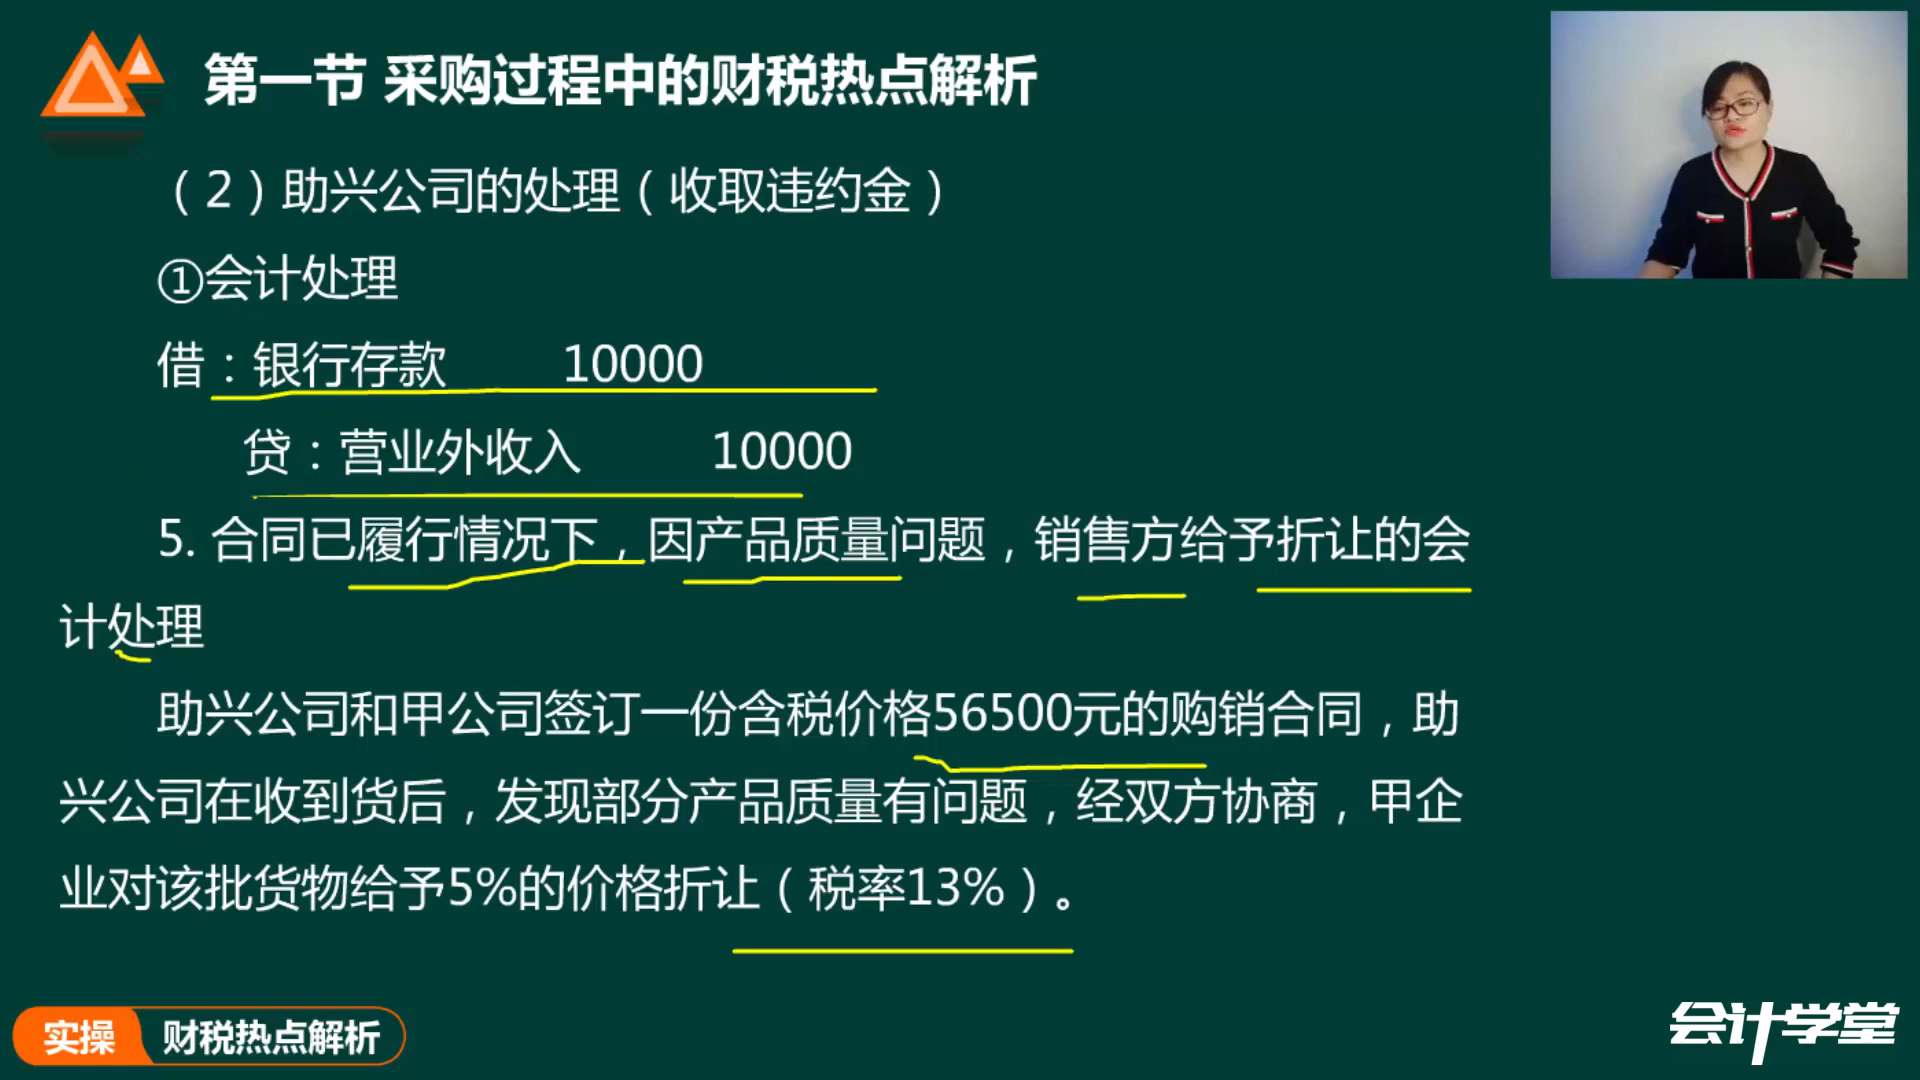 第一节 采购过程中的财税热点解析
（2）助兴公司的处理（收取违约金）
①会计处理
借：银行存款 10000
贷：营业外收入 10000
5. 合同已履行情况下，因产品质量问题，销售方给予折让的会
计处理
助兴公司和甲公司签订一份含税价格56500元的购销合同，助
兴公司在收到货后，发现部分产品质量有问题，经双方协商，甲企
业对该批货物给予5%的价格折让（税率13%）。
实操 财税热点解析
会计学堂